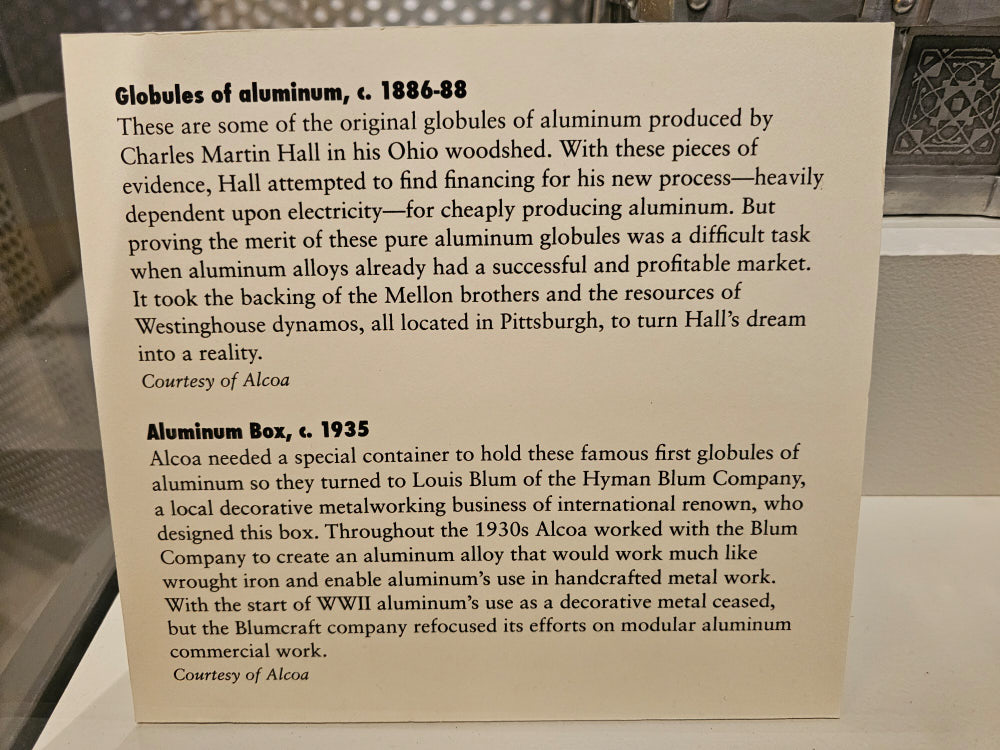 Globules of aluminum, c. 1886-88
These are some of the original globules of aluminum produced by
Charles Martin Hall in his Ohio woodshed. With these pieces of
evidence, Hall attempted to find financing for his new process—heavily
dependent upon electricity—for cheaply producing aluminum. But
proving the merit of these pure aluminum globules was a difficult task
when aluminum alloys already had a successful and profitable market.
It took the backing of the Mellon brothers and the resources of
Westinghouse dynamos, all located in Pittsburgh, to turn Hall's dream
into a reality.
Courtesy of Alcoa
Aluminum Box, c. 1935
Alcoa needed a special container to hold these famous first globules of
aluminum so they turned to Louis Blum of the Hyman Blum Company,
a local decorative metalworking business of international renown, who
designed this box. Throughout the 1930s Alcoa worked with the Blum
Company to create an aluminum alloy that would work much like
wrought iron and enable aluminum's use in handcrafted metal work.
With the start of WWII aluminum's use as a decorative metal ceased,
but the Blumcraft company refocused its efforts on modular aluminum
commercial work.
Courtesy of Alcoa